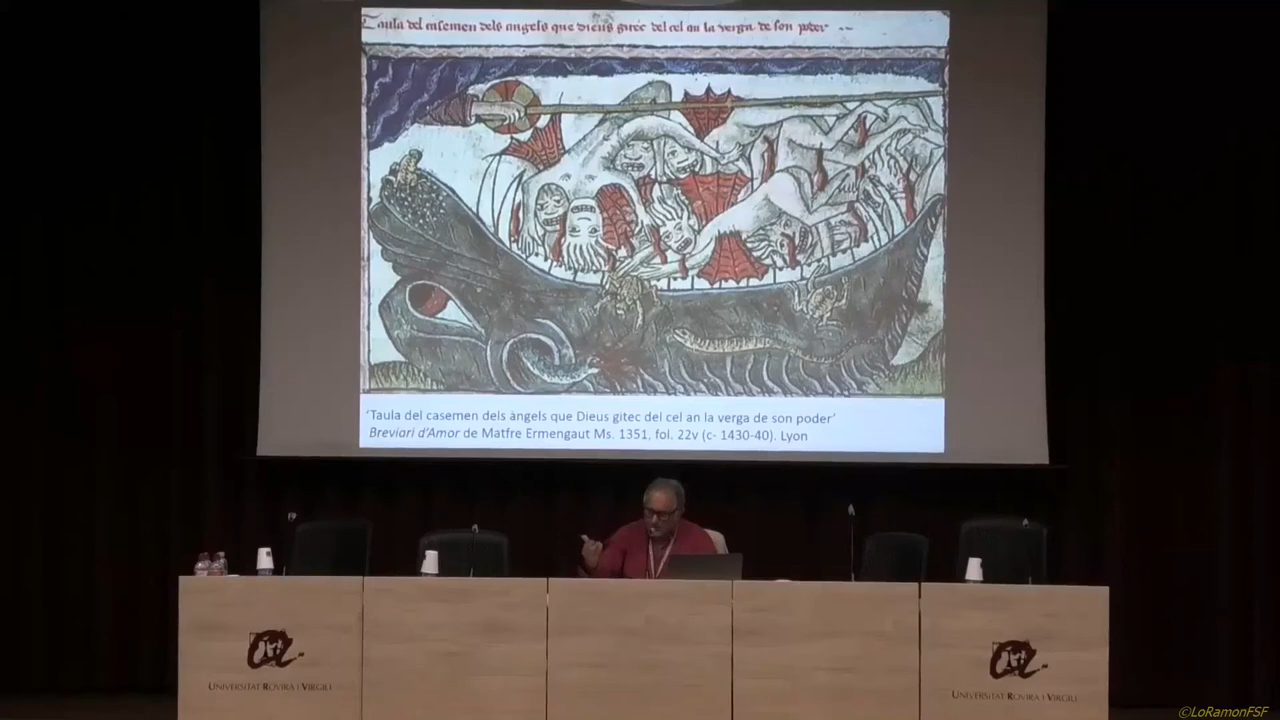 Taula del casemen dels angels que dieus gitec del cel an la verga de son poder
‘Taula del casemen dels àngels que Dieus gitec del cel an la verga de son poder’
Breviari d’Amor de Matfre Ermengaut Ms. 1351, fol. 22v (c- 1430-40). Lyon
UNIVERSITAT ROVIRA I VIRGILI
UNIVERSITAT ROVIRA I VIRGILI
©LoRamonFSF